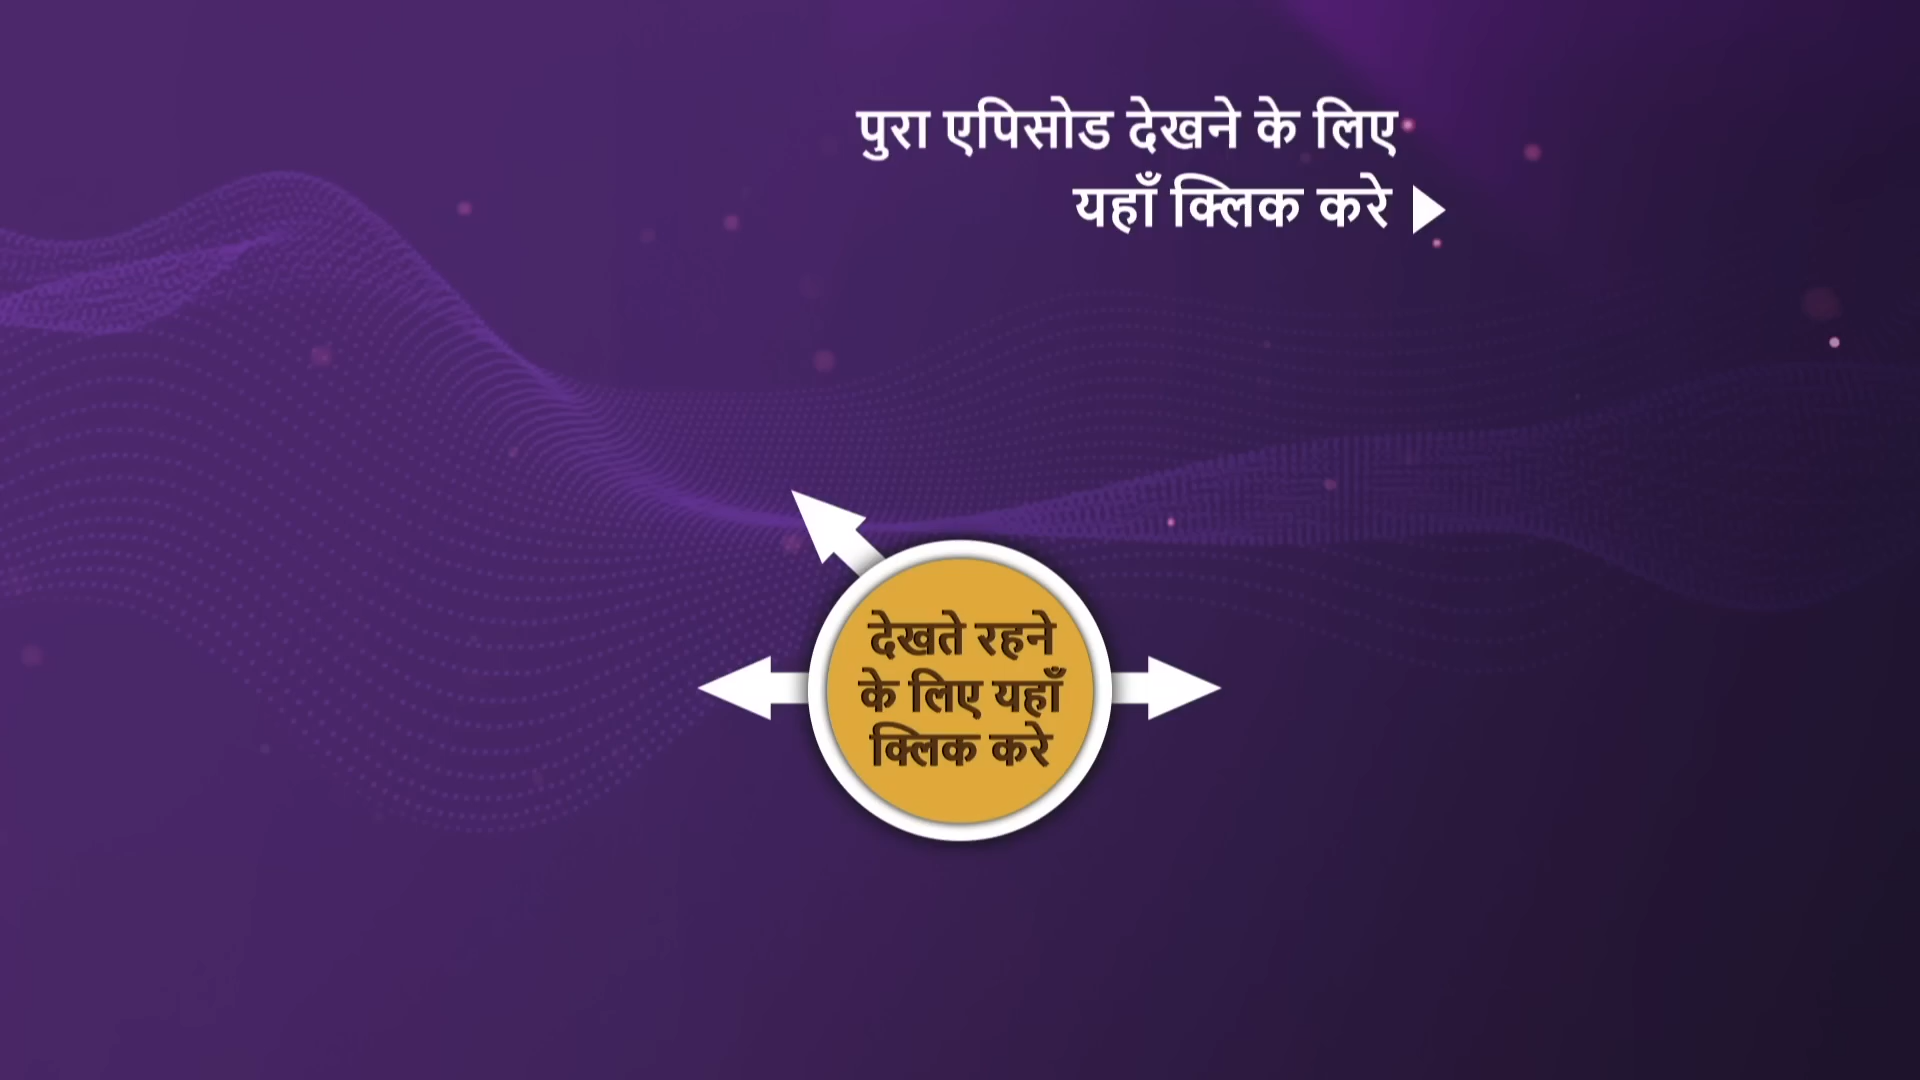 पुरा एपिसोड देखने के लिए
यहाँ क्लिक करे
देखते रहने
के लिए यहाँ
क्लिक करे